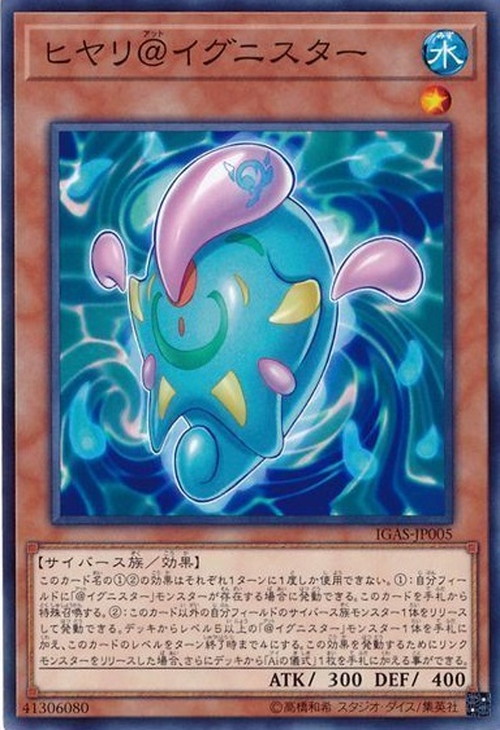 ヒヤリ@イグニスター
アット
水
IGAS-JP005
【サイバース族/効果】
このカード名の①②の効果はそれぞれ1ターンに1度しか使用できない。①:自分フィー
ルドに「@イグニスター」モンスターが存在する場合に発動できる。このカードを手札から
特殊召喚する。②:このカード以外の自分フィールドのサイバース族モンスター1体をリリース
して発動できる。デッキからレベル5以上の「@イグニスター」モンスター1体を手札に
加え、このカードのレベルをターン終了時まで4にする。この効果を発動するためにリンク
モンスターをリリースした場合、さらにデッキから「Aiの儀式」1枚を手札に加える事ができる。
ATK/ 300 DEF/ 400
41306080
©高橋和希 スタジオ・ダイス/集英社